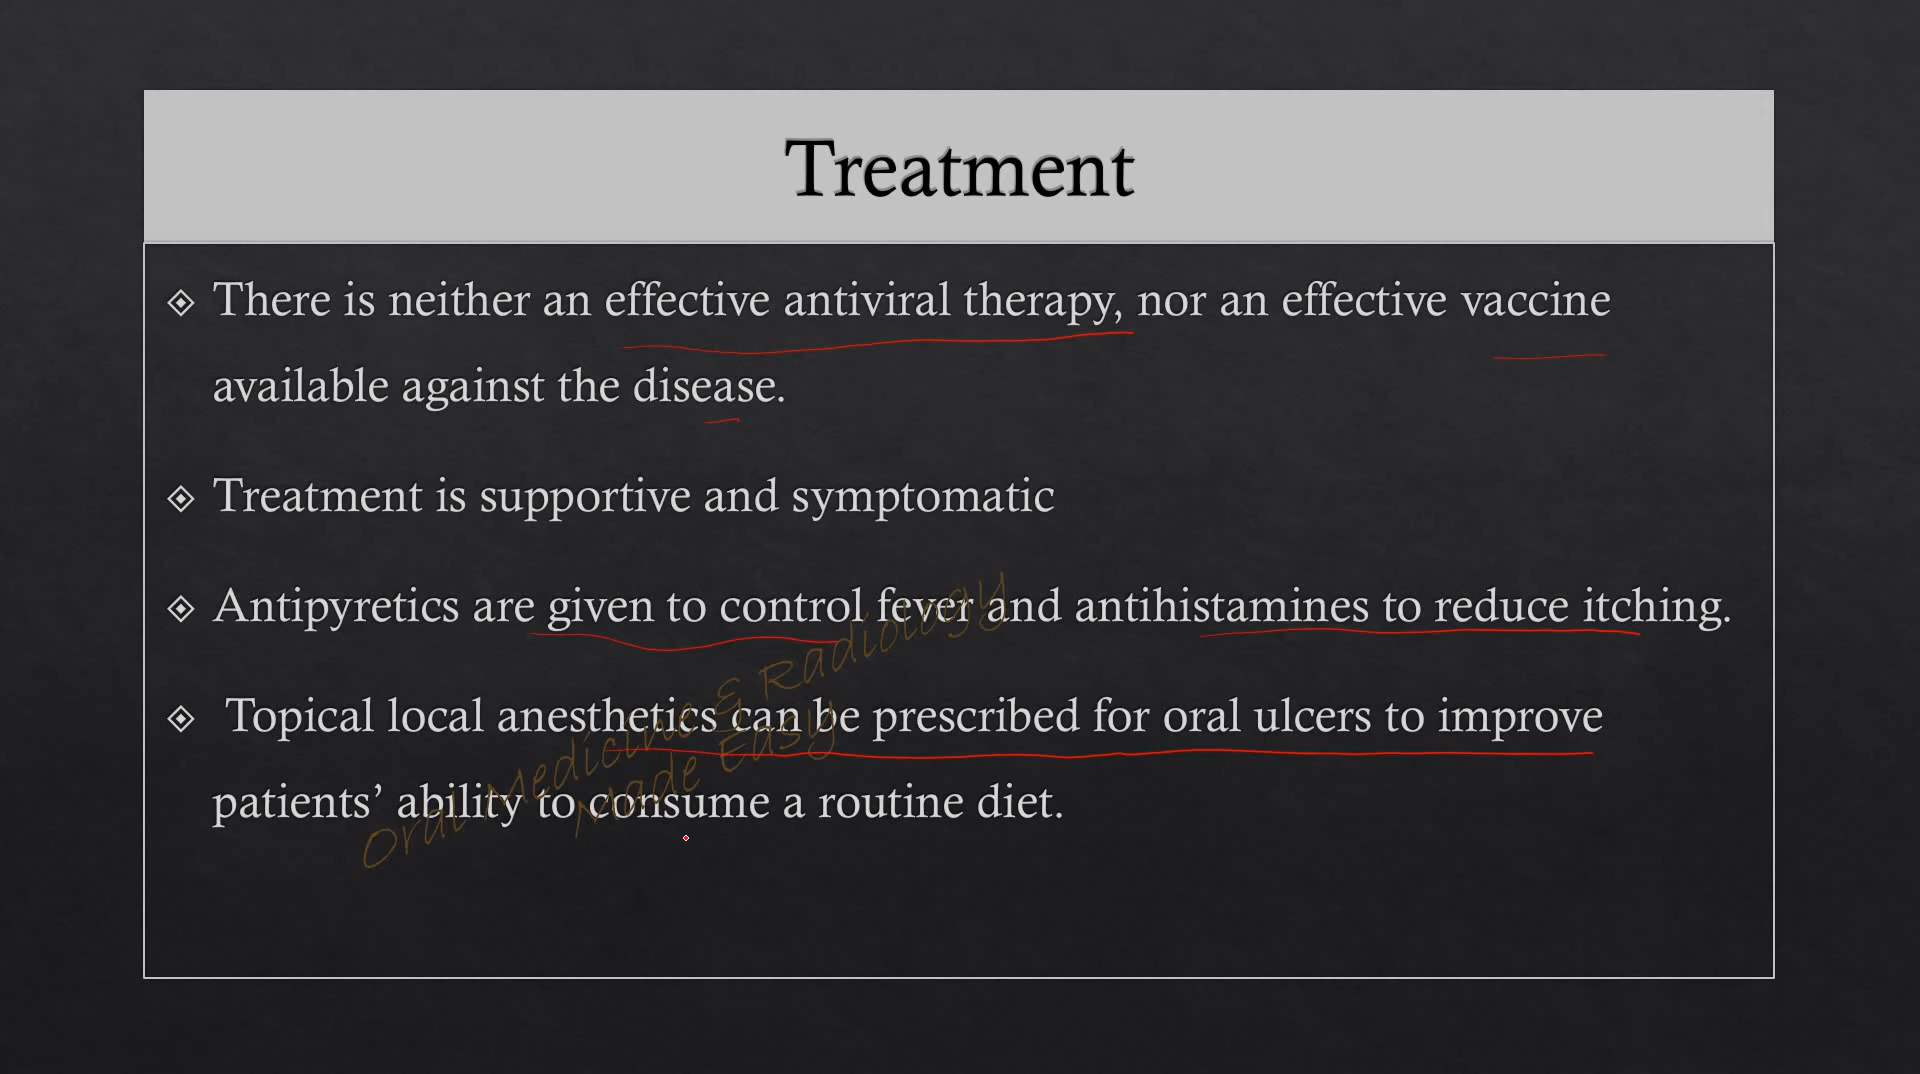 Treatment
There is neither an effective antiviral therapy, nor an effective vaccine
available against the disease.
Treatment is supportive and symptomatic
Antipyretics are given to control fever and antihistamines to reduce itching.
Topical local anesthetics can be prescribed for oral ulcers to improve
patients’ ability to consume a routine diet.
Oral Medicine & Radiology
Made Easy